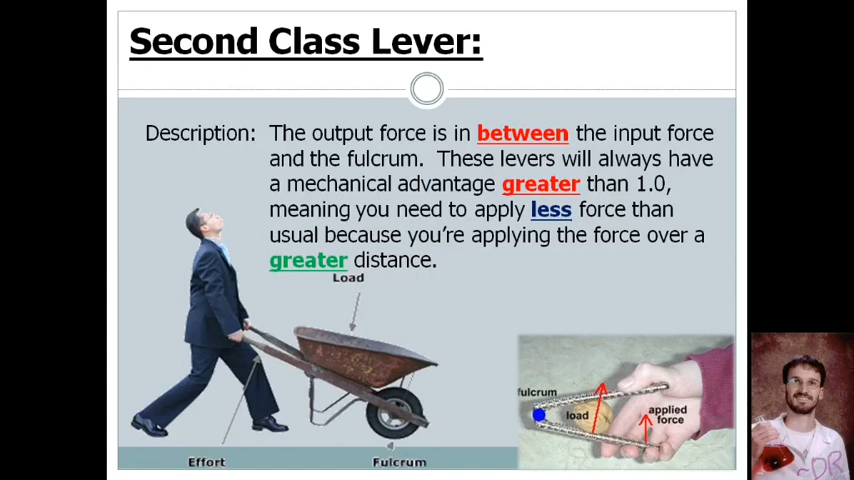 Second Class Lever:
Description: The output force is in between the input force
and the fulcrum. These levers will always have
a mechanical advantage greater than 1.0,
meaning you need to apply less force than
usual because you're applying the force over a
greater distance.
Load
fulcrum
load
applied
force
Effort
Fulcrum
~DR